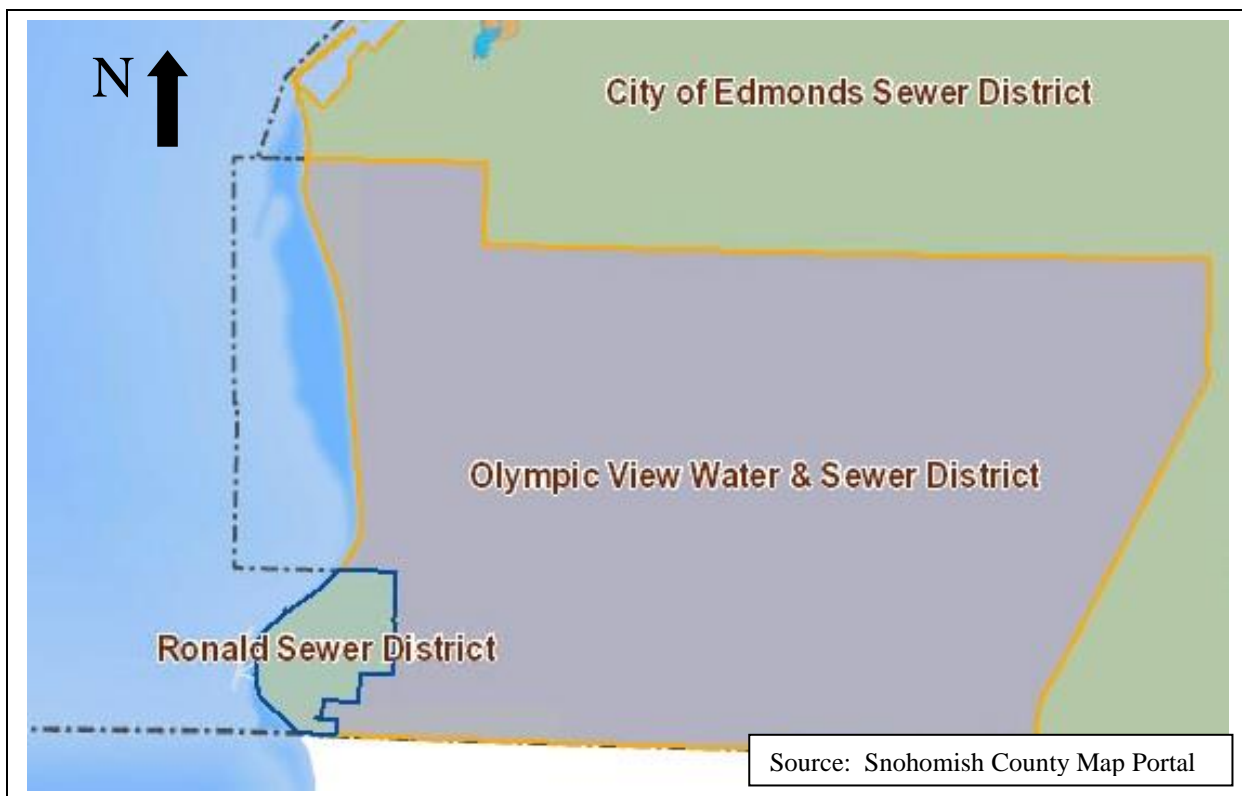 N
City of Edmonds Sewer District
Olympic View Water & Sewer District
Ronald Sewer District
Source: Snohomish County Map Portal